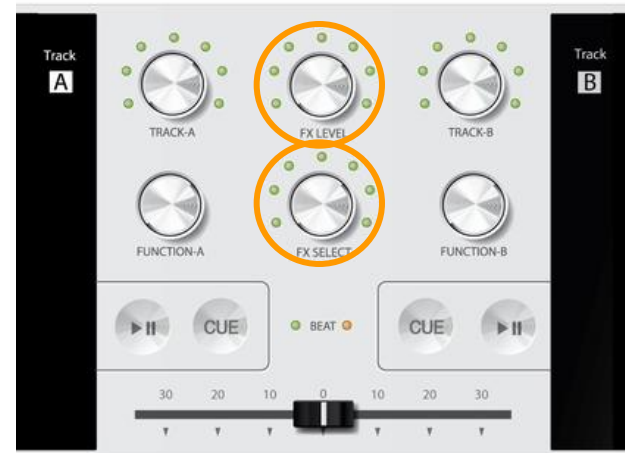 Track
A
Track
B
TRACK-A
FX LEVEL
TRACK-B
FUNCTION-A
FX SELECT
FUNCTION-B
CUE
BEAT
CUE
30 20 10 0 10 20 30